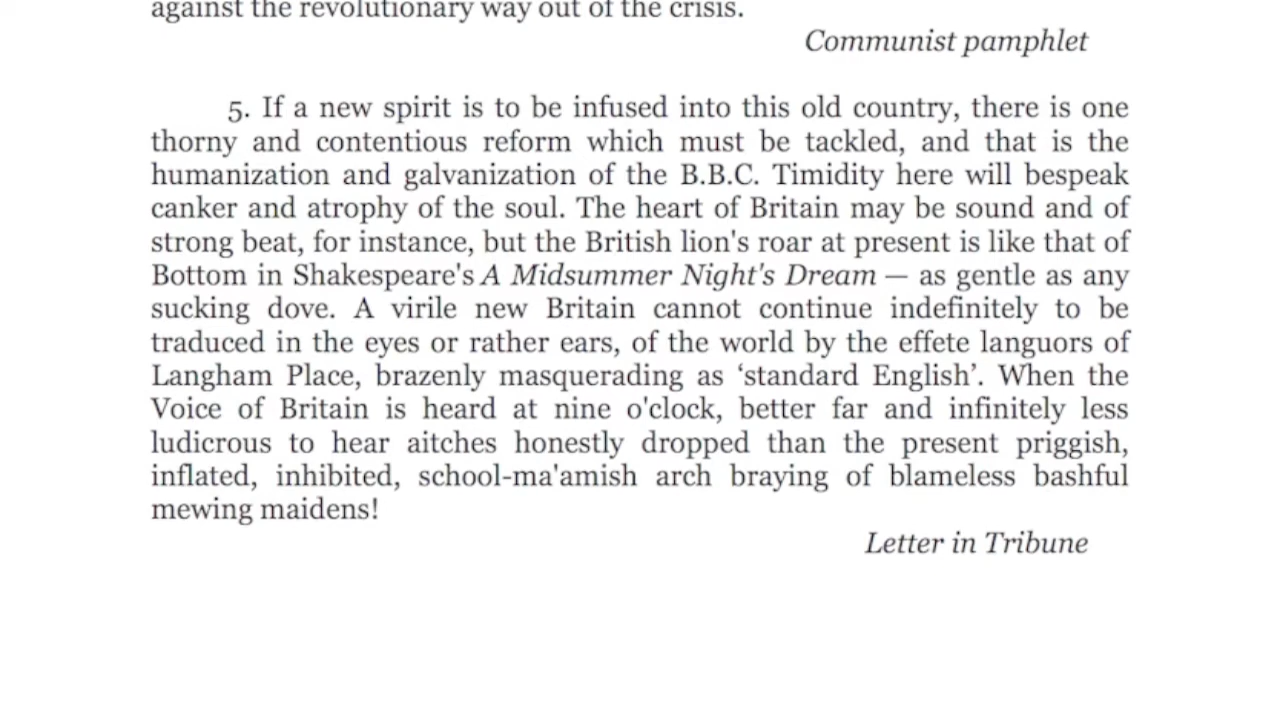 against the revolutionary way out of the crisis.
Communist pamphlet
5. If a new spirit is to be infused into this old country, there is one
thorny and contentious reform which must be tackled, and that is the
humanization and galvanization of the B.B.C. Timidity here will bespeak
canker and atrophy of the soul. The heart of Britain may be sound and of
strong beat, for instance, but the British lion's roar at present is like that of
Bottom in Shakespeare's A Midsummer Night's Dream — as gentle as any
sucking dove. A virile new Britain cannot continue indefinitely to be
traduced in the eyes or rather ears, of the world by the effete languors of
Langham Place, brazenly masquerading as ‘standard English’. When the
Voice of Britain is heard at nine o'clock, better far and infinitely less
ludicrous to hear aitches honestly dropped than the present priggish,
inflated, inhibited, school-ma'amish arch braying of blameless bashful
mewing maidens!
Letter in Tribune